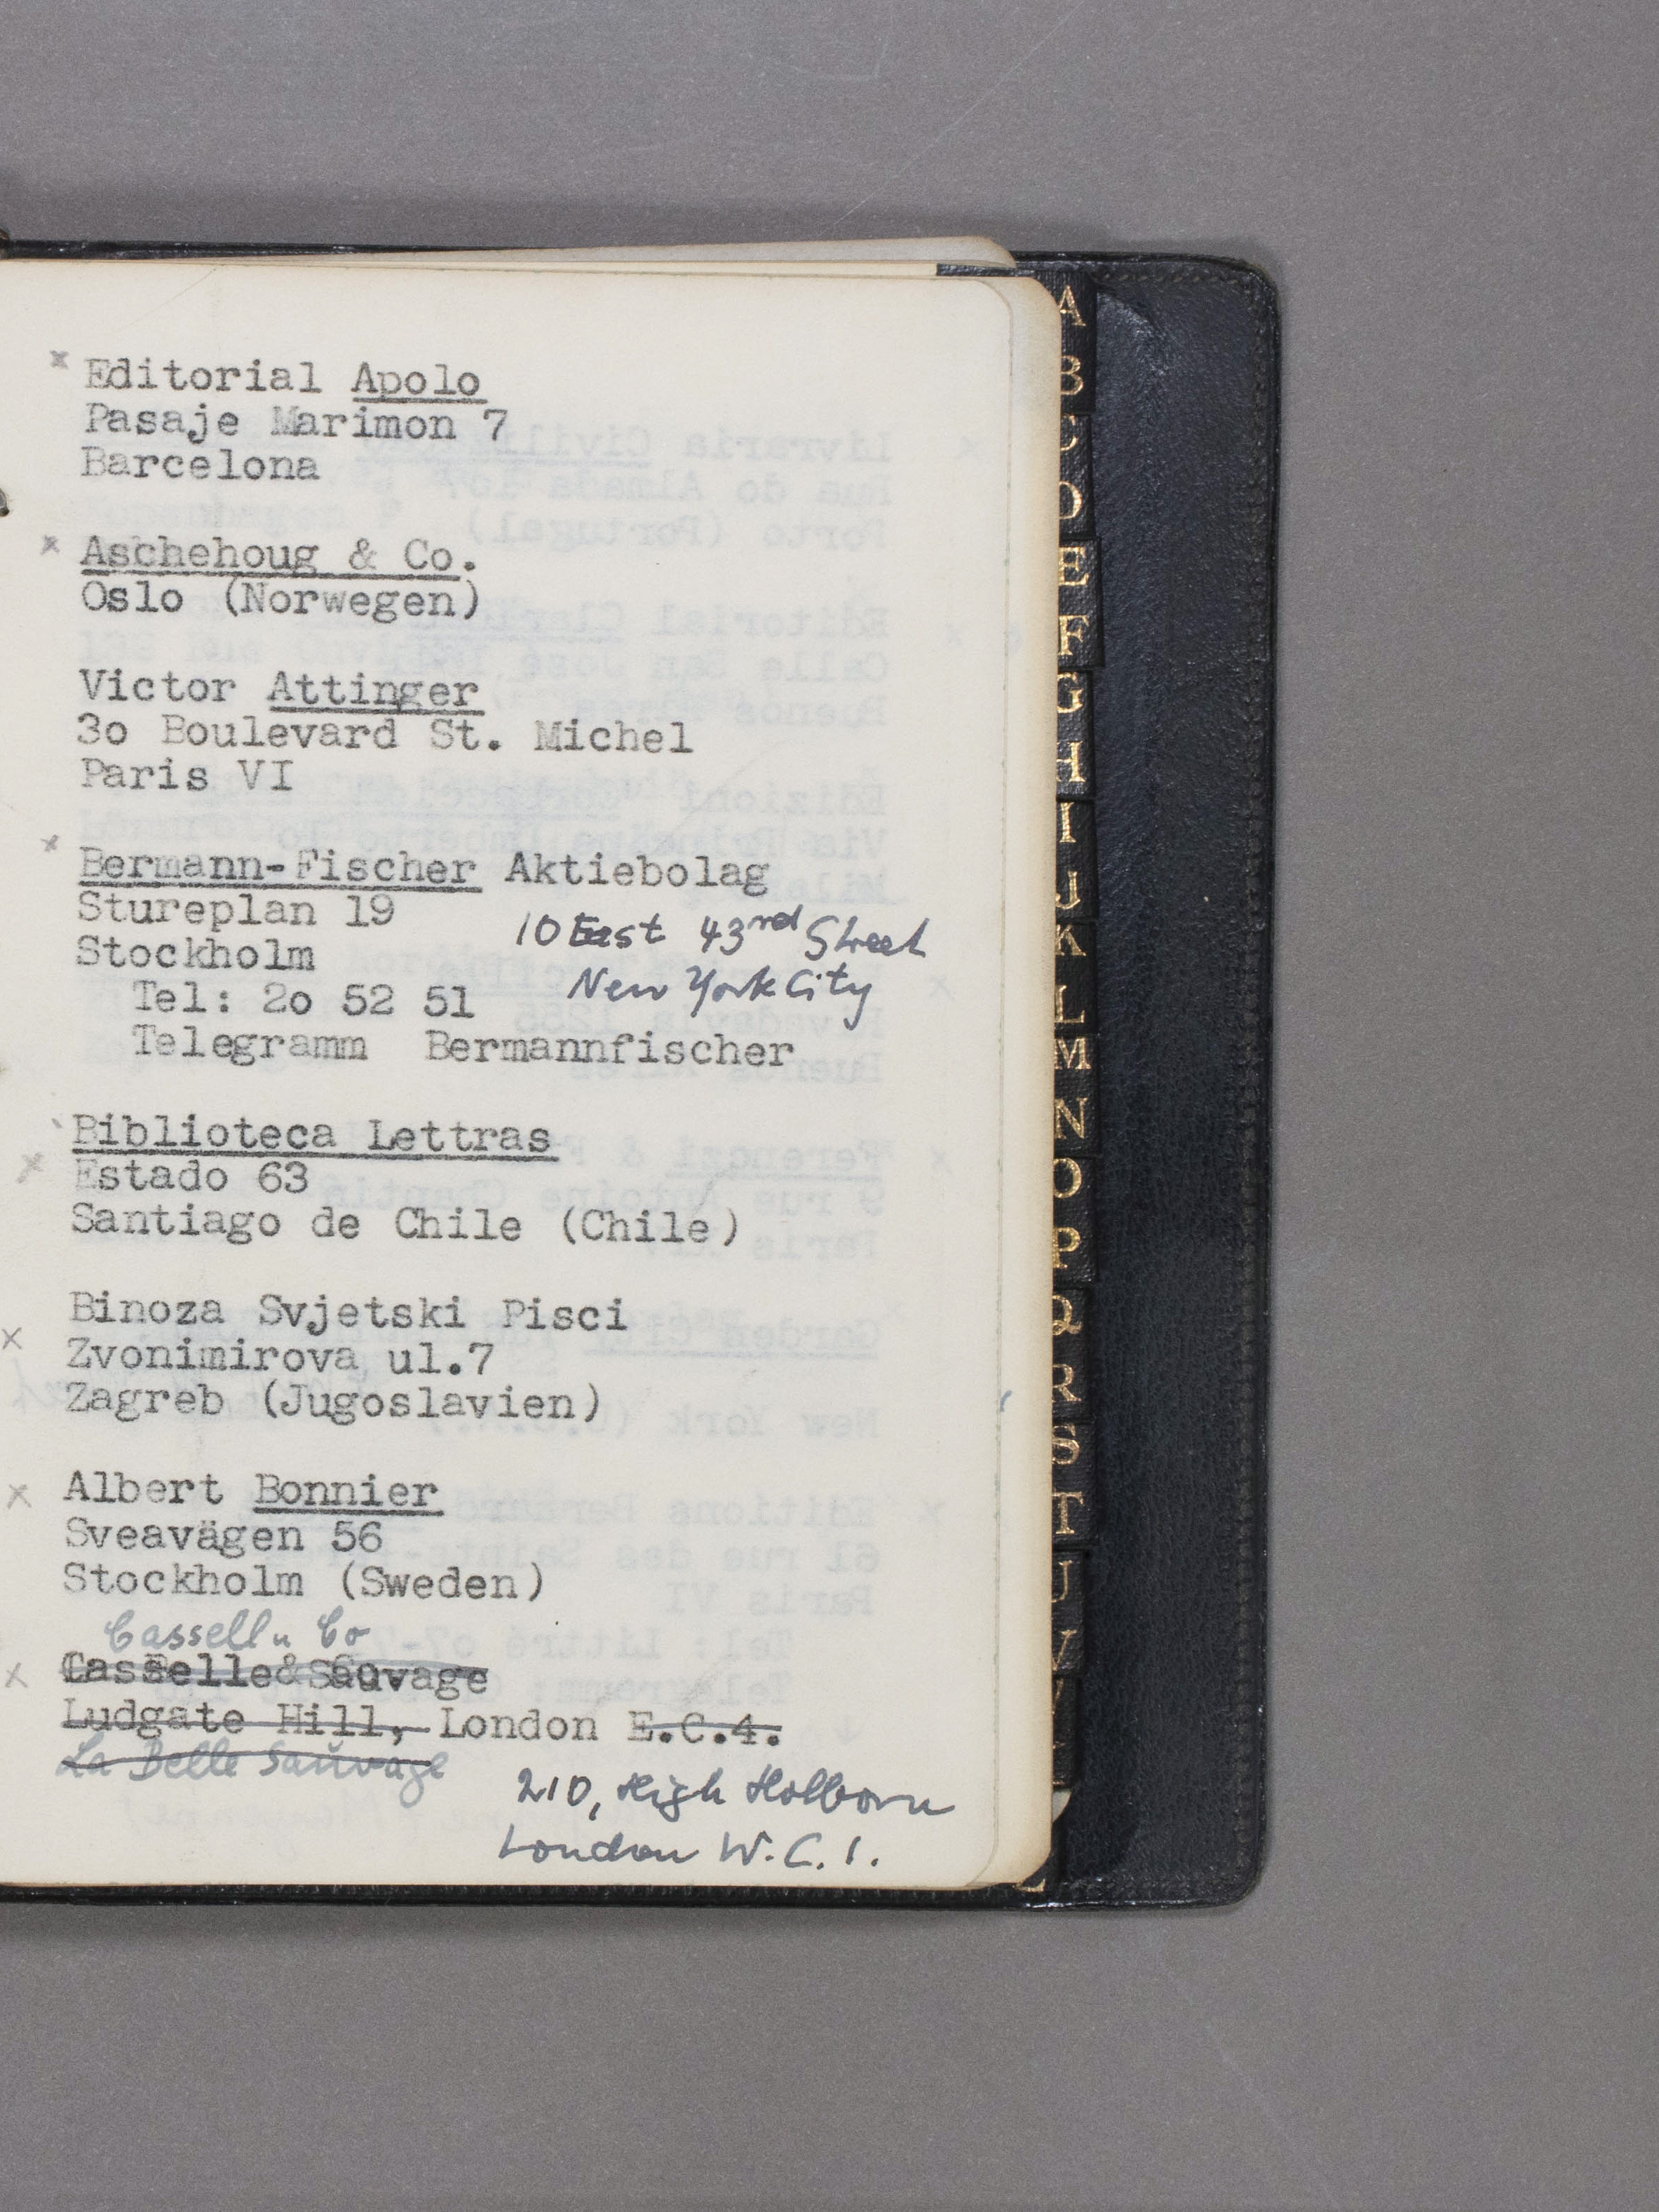 Editorial Apolo
Pasaje Marimon 7
Barcelona
Aschehoug & Co.
Oslo (Norwegen)
Victor Attinger
3o Boulevard St. Michel
Paris VI
Bermann-Fischer Aktiebolag
Stureplan 19
Stockholm
10 East 43rd Street
New York City
Tel: 2o 52 51
Telegramm Bermannfischer
Biblioteca Lettras
Estado 63
Santiago de Chile (Chile)
Binoza Svjetski Pisci
Zvonimirova ul.7
Zagreb (Jugoslavien)
Albert Bonnier
Sveavägen 56
Stockholm (Sweden)
Cassell u Co
Ludgate Hill, London E.C.4.
La Belle Sauvage
210, High Holborn
London W.C.1.
A
B
C
D
E
F
G
H
I
J
K
L
M
N
O
P
Q
R
S
T
U
V